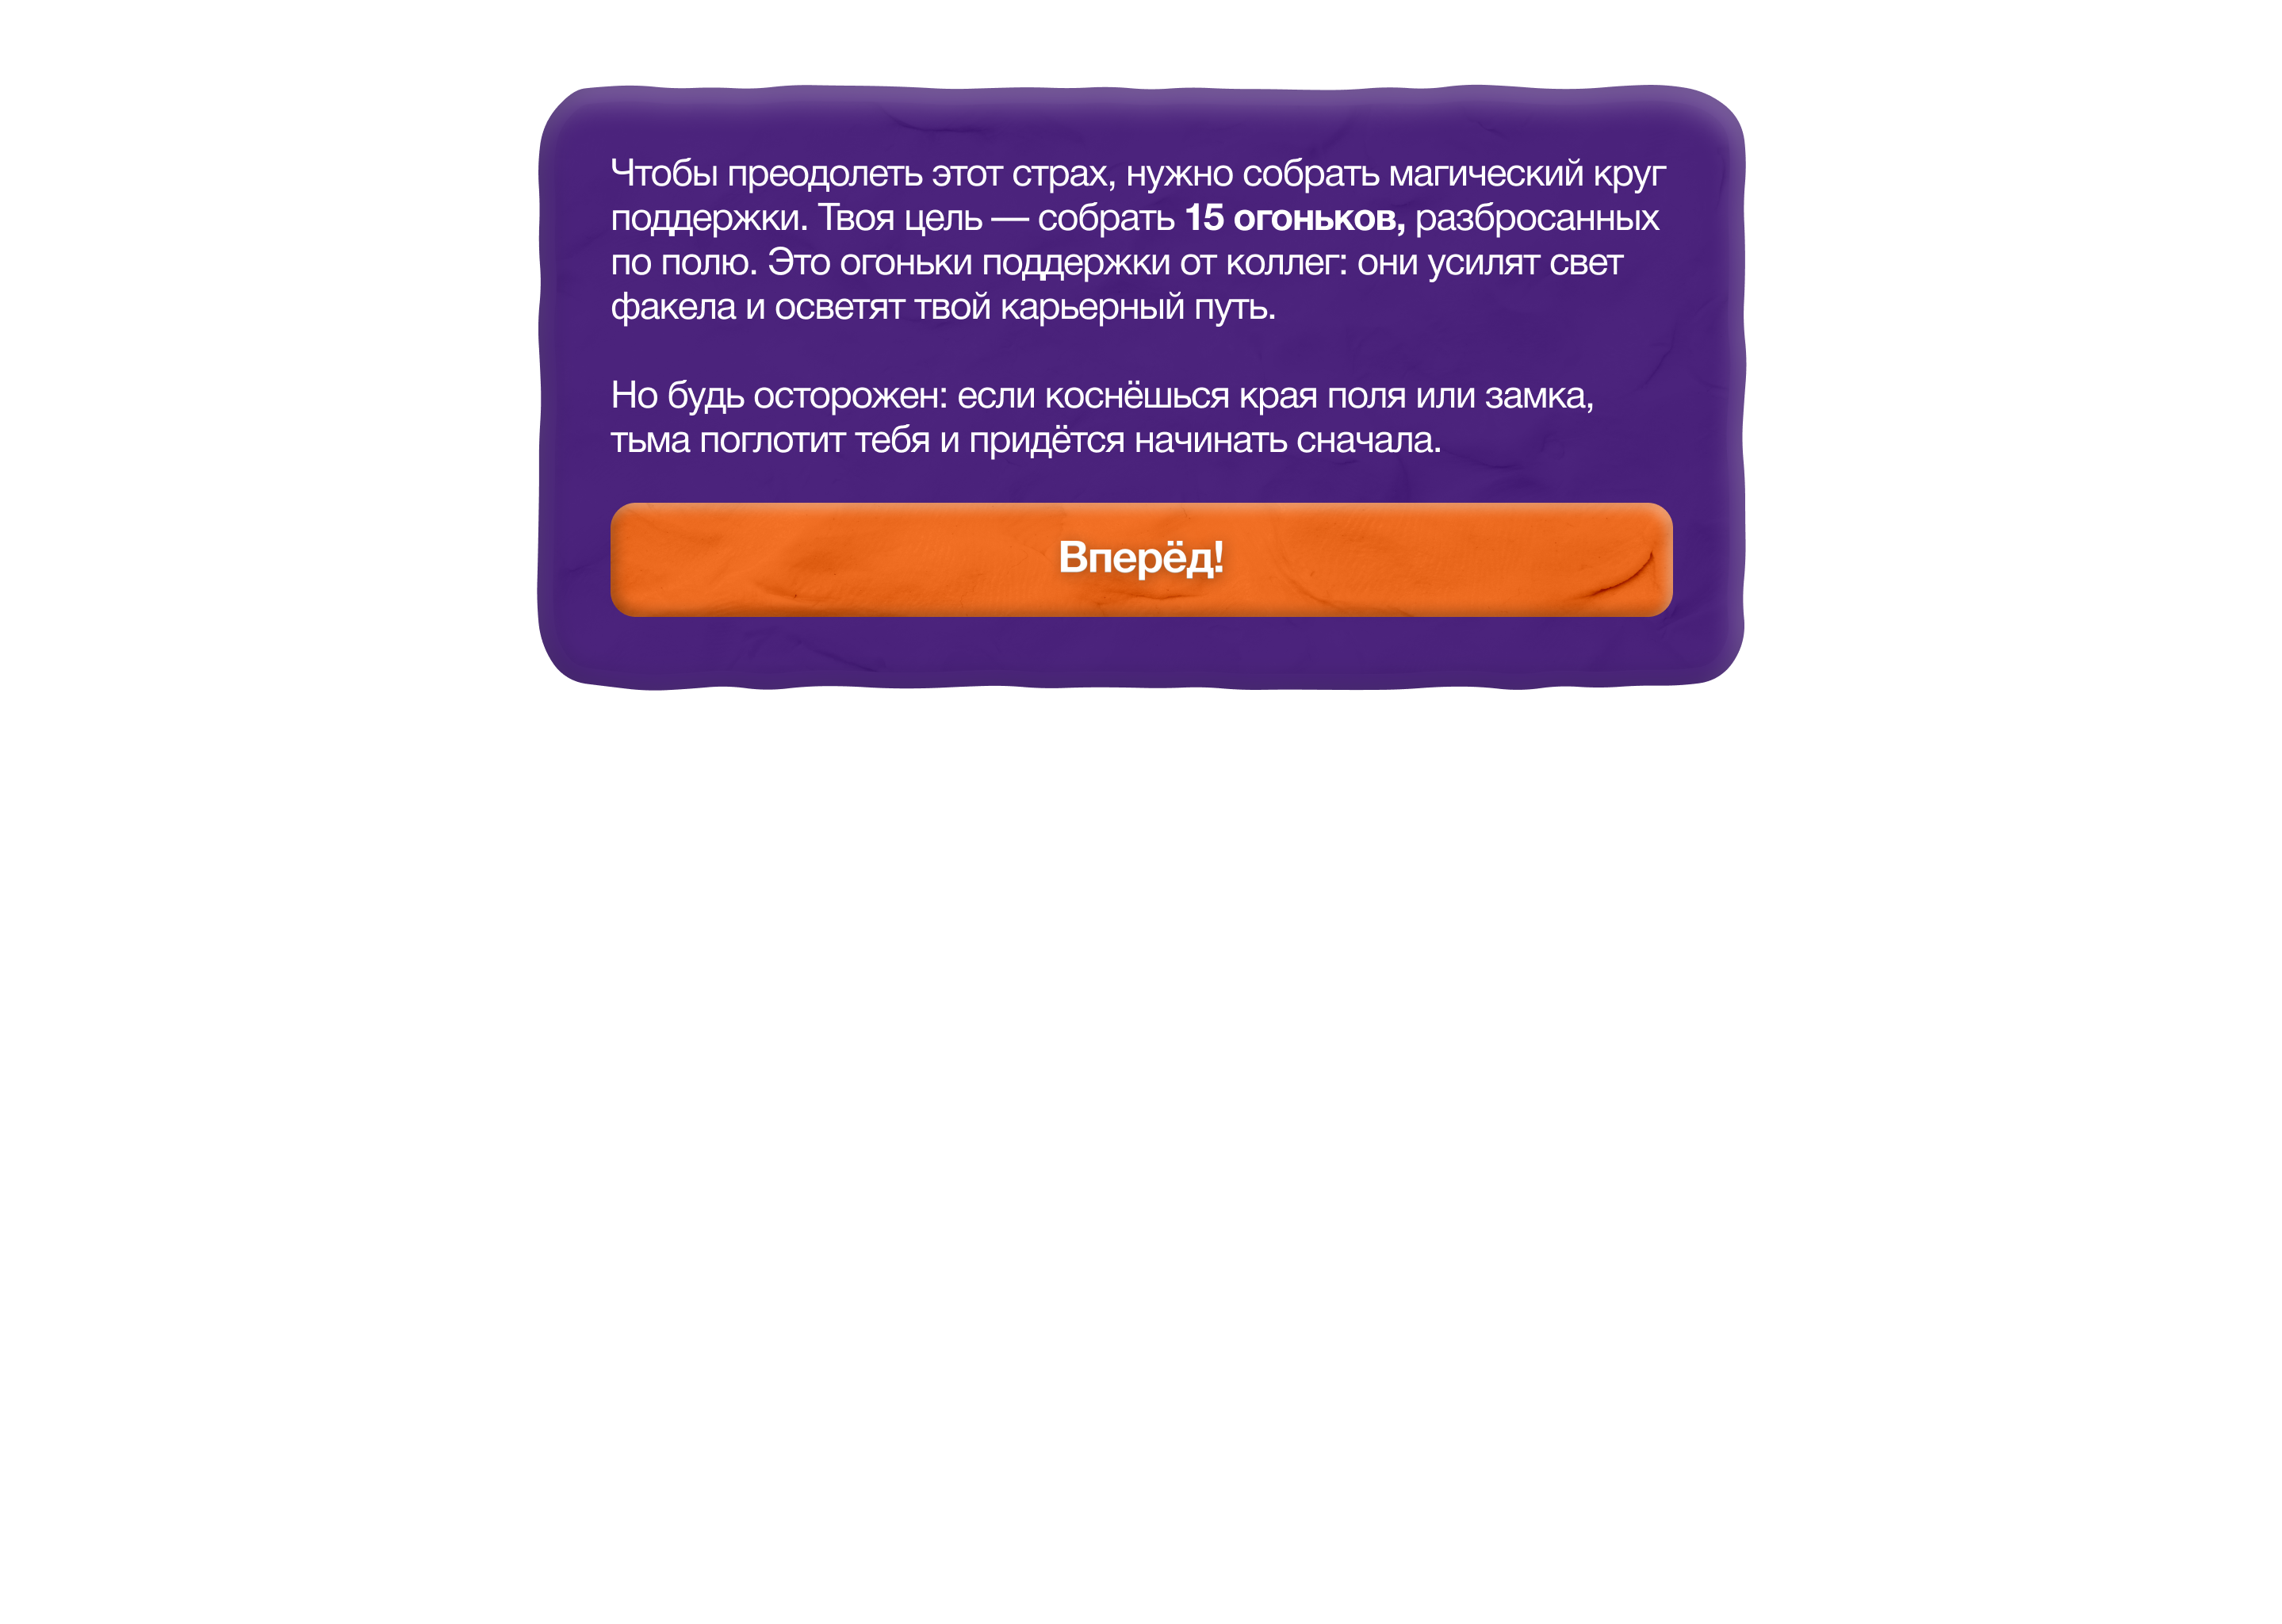 Чтобы преодолеть этот страх, нужно собрать магический круг
поддержки. Твоя цель — собрать 15 огоньков, разбросанных
по полю. Это огоньки поддержки от коллег: они усилят свет
факела и осветят твой карьерный путь.
Но будь осторожен: если коснёшься края поля или замка,
тьма поглотит тебя и придётся начинать сначала.
Вперёд!